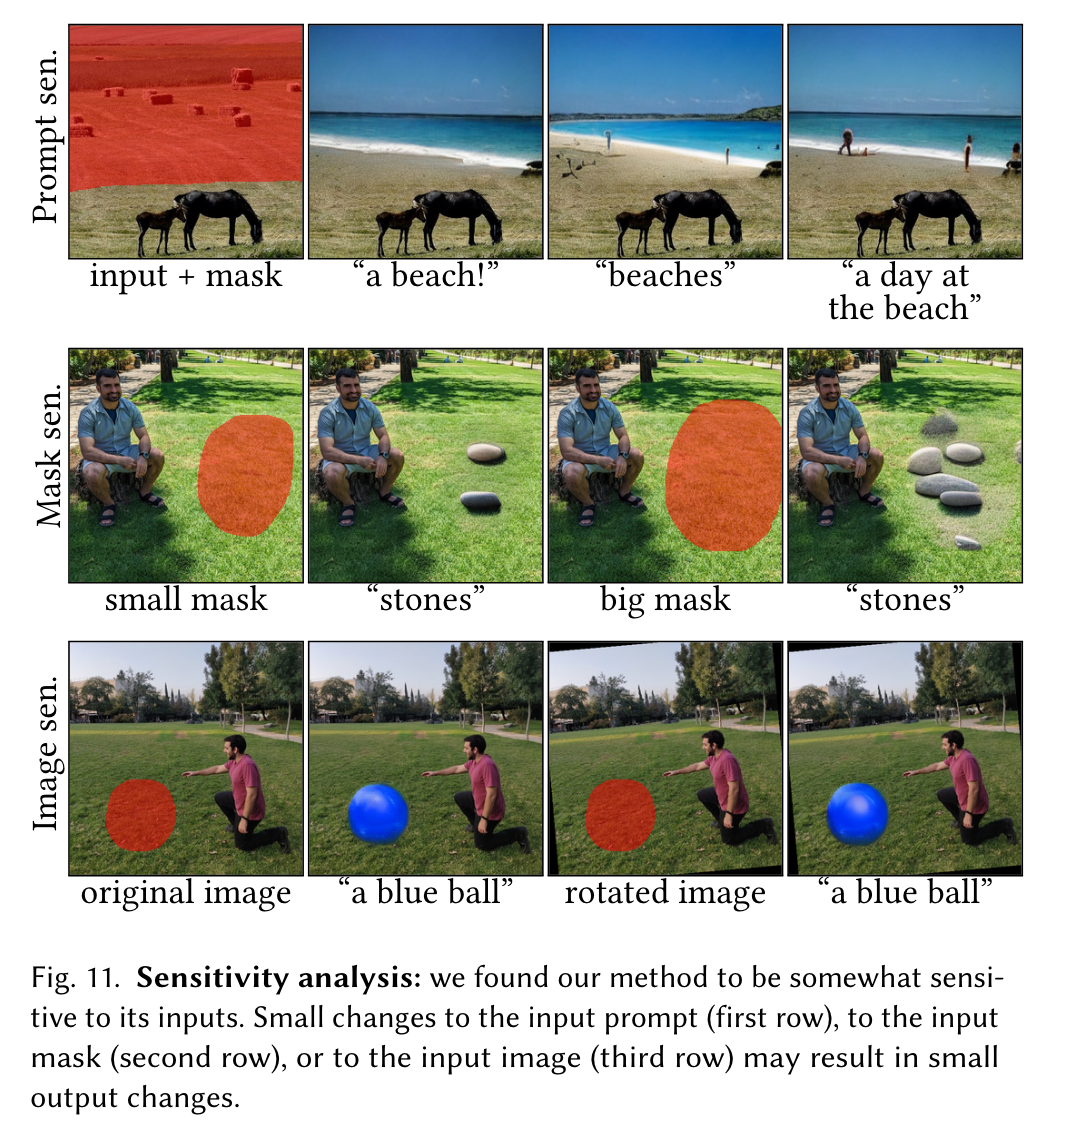 Prompt sen.
input + mask
“a beach!”
“beaches”
“a day at
the beach”
Mask sen.
small mask
“stones”
big mask
“stones”
Image sen.
original image
“a blue ball”
rotated image
“a blue ball”
Fig. 11. Sensitivity analysis: we found our method to be somewhat sensi-
tive to its inputs. Small changes to the input prompt (first row), to the input
mask (second row), or to the input image (third row) may result in small
output changes.